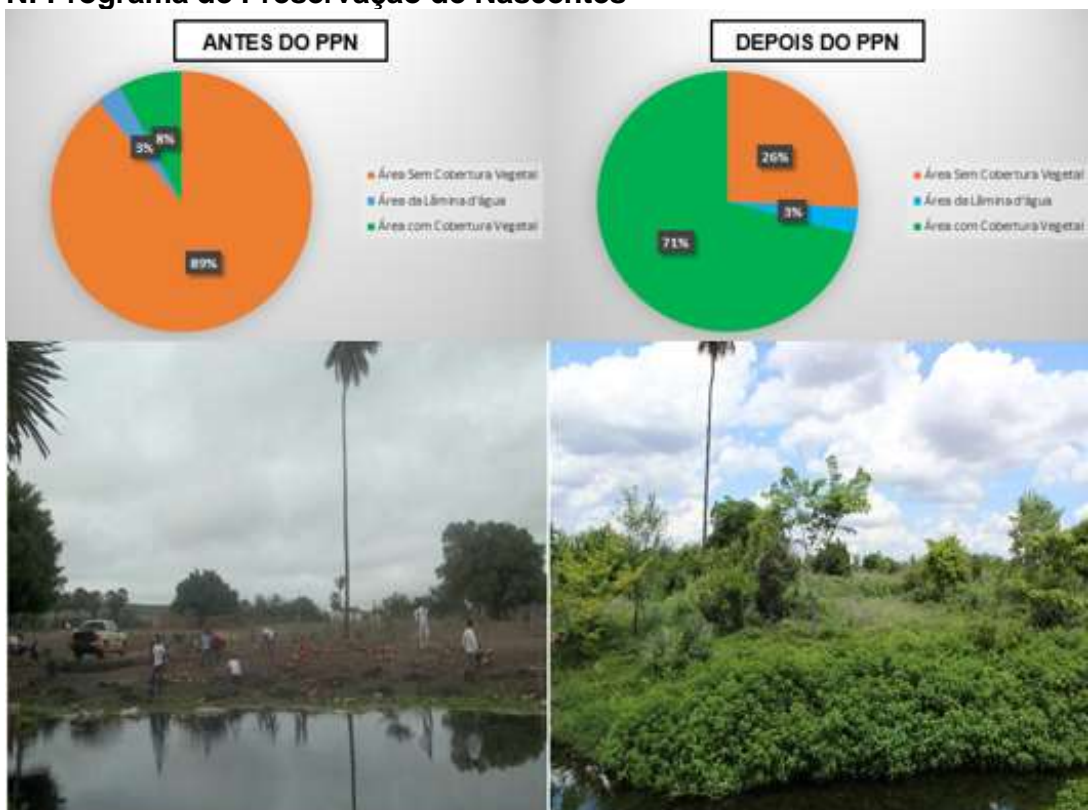 Programa de Preservação de Nascentes
ANTES DO PPN
8%
3%
89%
Área Sem Cobertura Vegetal
Área da Lâmina d'água
Área com Cobertura Vegetal
DEPOIS DO PPN
26%
3%
71%
Área Sem Cobertura Vegetal
Área da Lâmina d'água
Área com Cobertura Vegetal